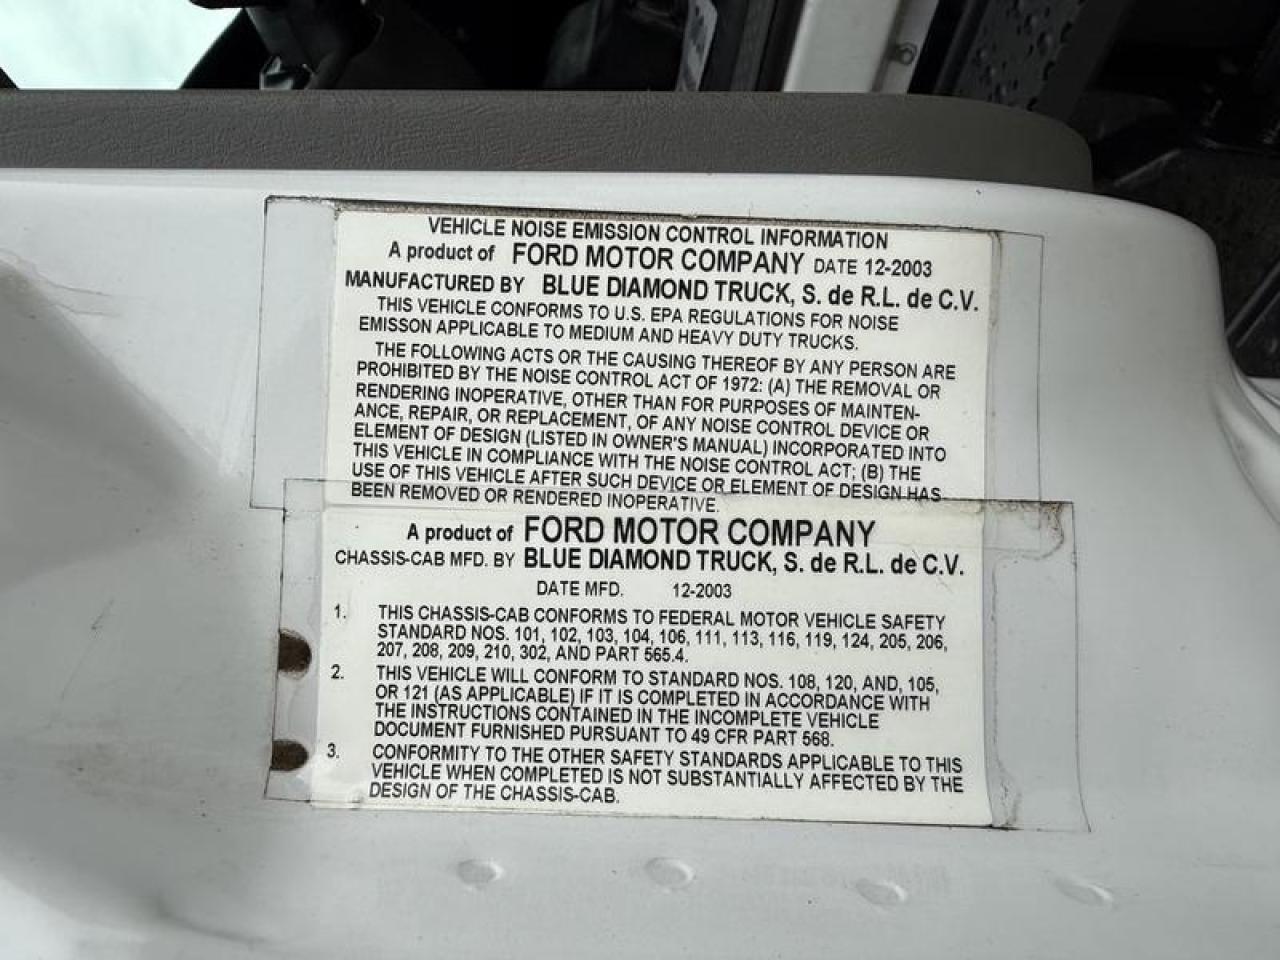 VEHICLE NOISE EMISSION CONTROL INFORMATION
A product of FORD MOTOR COMPANY DATE 12-2003
MANUFACTURED BY BLUE DIAMOND TRUCK, S. de R.L. de C.V.
THIS VEHICLE CONFORMS TO U.S. EPA REGULATIONS FOR NOISE
EMISSON APPLICABLE TO MEDIUM AND HEAVY DUTY TRUCKS.
THE FOLLOWING ACTS OR THE CAUSING THEREOF BY ANY PERSON ARE
PROHIBITED BY THE NOISE CONTROL ACT OF 1972: (A) THE REMOVAL OR
RENDERING INOPERATIVE, OTHER THAN FOR PURPOSES OF MAINTEN-
ANCE, REPAIR, OR REPLACEMENT, OF ANY NOISE CONTROL DEVICE OR
ELEMENT OF DESIGN (LISTED IN OWNER'S MANUAL) INCORPORATED INTO
THIS VEHICLE IN COMPLIANCE WITH THE NOISE CONTROL ACT; (B) THE
USE OF THIS VEHICLE AFTER SUCH DEVICE OR ELEMENT OF DESIGN HAS
BEEN REMOVED OR RENDERED INOPERATIVE.
A product of FORD MOTOR COMPANY
CHASSIS-CAB MFD. BY BLUE DIAMOND TRUCK, S. de R.L. de C.V.
DATE MFD. 12-2003
1. THIS CHASSIS-CAB CONFORMS TO FEDERAL MOTOR VEHICLE SAFETY
STANDARD NOS. 101, 102, 103, 104, 106, 111, 113, 116, 119, 124, 205, 206,
207, 208, 209, 210, 302, AND PART 565.4.
2. THIS VEHICLE WILL CONFORM TO STANDARD NOS. 108, 120, AND, 105,
OR 121 (AS APPLICABLE) IF IT IS COMPLETED IN ACCORDANCE WITH
THE INSTRUCTIONS CONTAINED IN THE INCOMPLETE VEHICLE
DOCUMENT FURNISHED PURSUANT TO 49 CFR PART 568.
3. CONFORMITY TO THE OTHER SAFETY STANDARDS APPLICABLE TO THIS
VEHICLE WHEN COMPLETED IS NOT SUBSTANTIALLY AFFECTED BY THE
DESIGN OF THE CHASSIS-CAB.